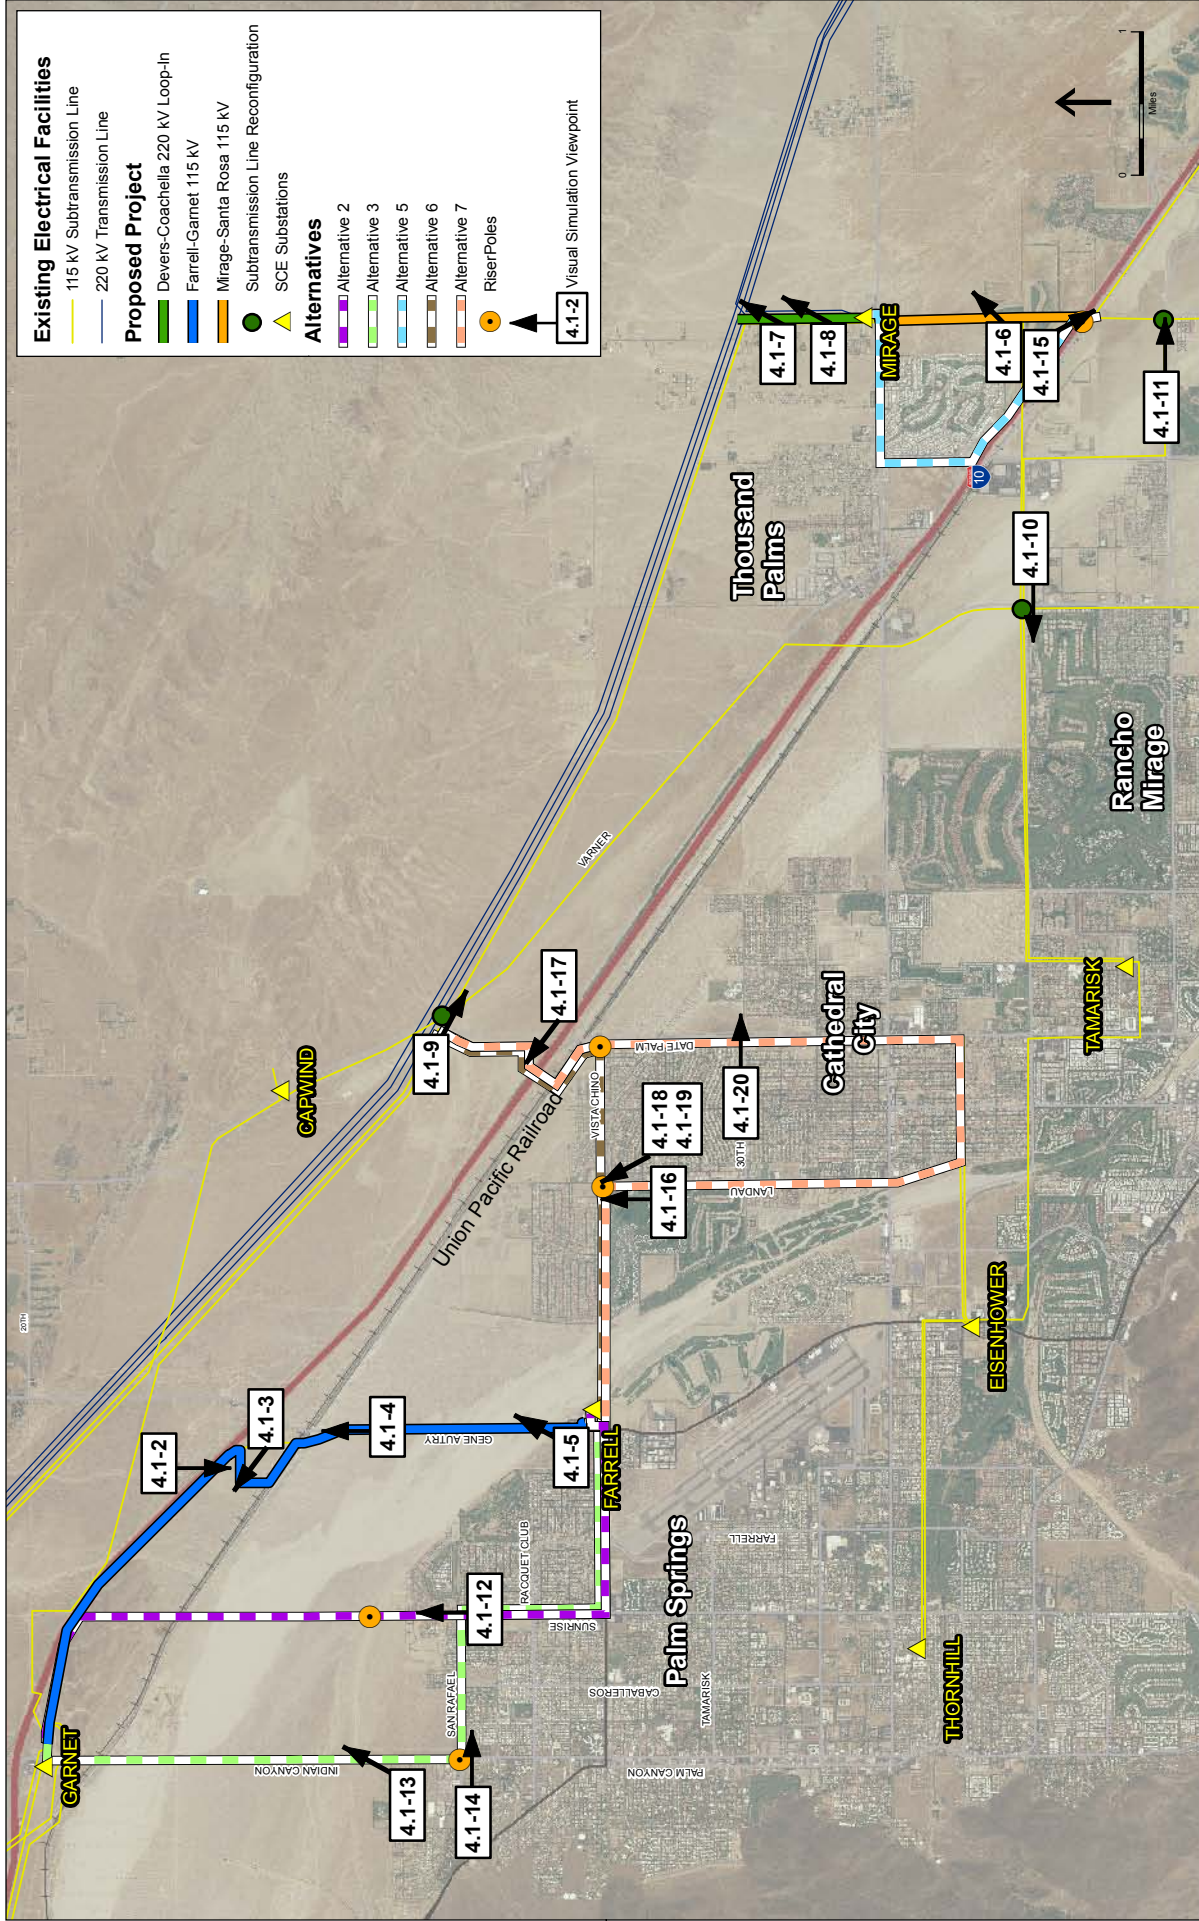 Existing Electrical Facilities
115 kV Subtransmission Line
220 kV Transmission Line
Proposed Project
Devers-Coachella 220 kV Loop-In
Farrell-Garnet 115 kV
Mirage-Santa Rosa 115 kV
Subtransmission Line Reconfiguration
SCE Substations
Alternatives
Alternative 2
Alternative 3
Alternative 5
Alternative 6
Alternative 7
RiserPoles
4.1-2
Visual Simulation Viewpoint
20TH
GARNET
4.1-2
4.1-3
4.1-4
4.1-5
GENE AUTRY
FARRELL
INDIAN CANYON
4.1-13
SAN RAFAEL
4.1-14
4.1-12
RACQUET CLUB
SUNRISE
CABALLEROS
TAMARISK
PALM CANYON
Palm Springs
FARRELL
THORNHILL
EISENHOWER
CAPWIND
4.1-9
4.1-17
Union Pacific Railroad
VISTA CHINO
DATE PALM
4.1-18
4.1-19
4.1-16
30TH
4.1-20
LANDAU
Cathedral
City
TAMARISK
VARNER
Thousand
Palms
Rancho
Mirage
4.1-10
10
4.1-7
4.1-8
MIRAGE
4.1-6
4.1-15
4.1-11
0
1
Miles